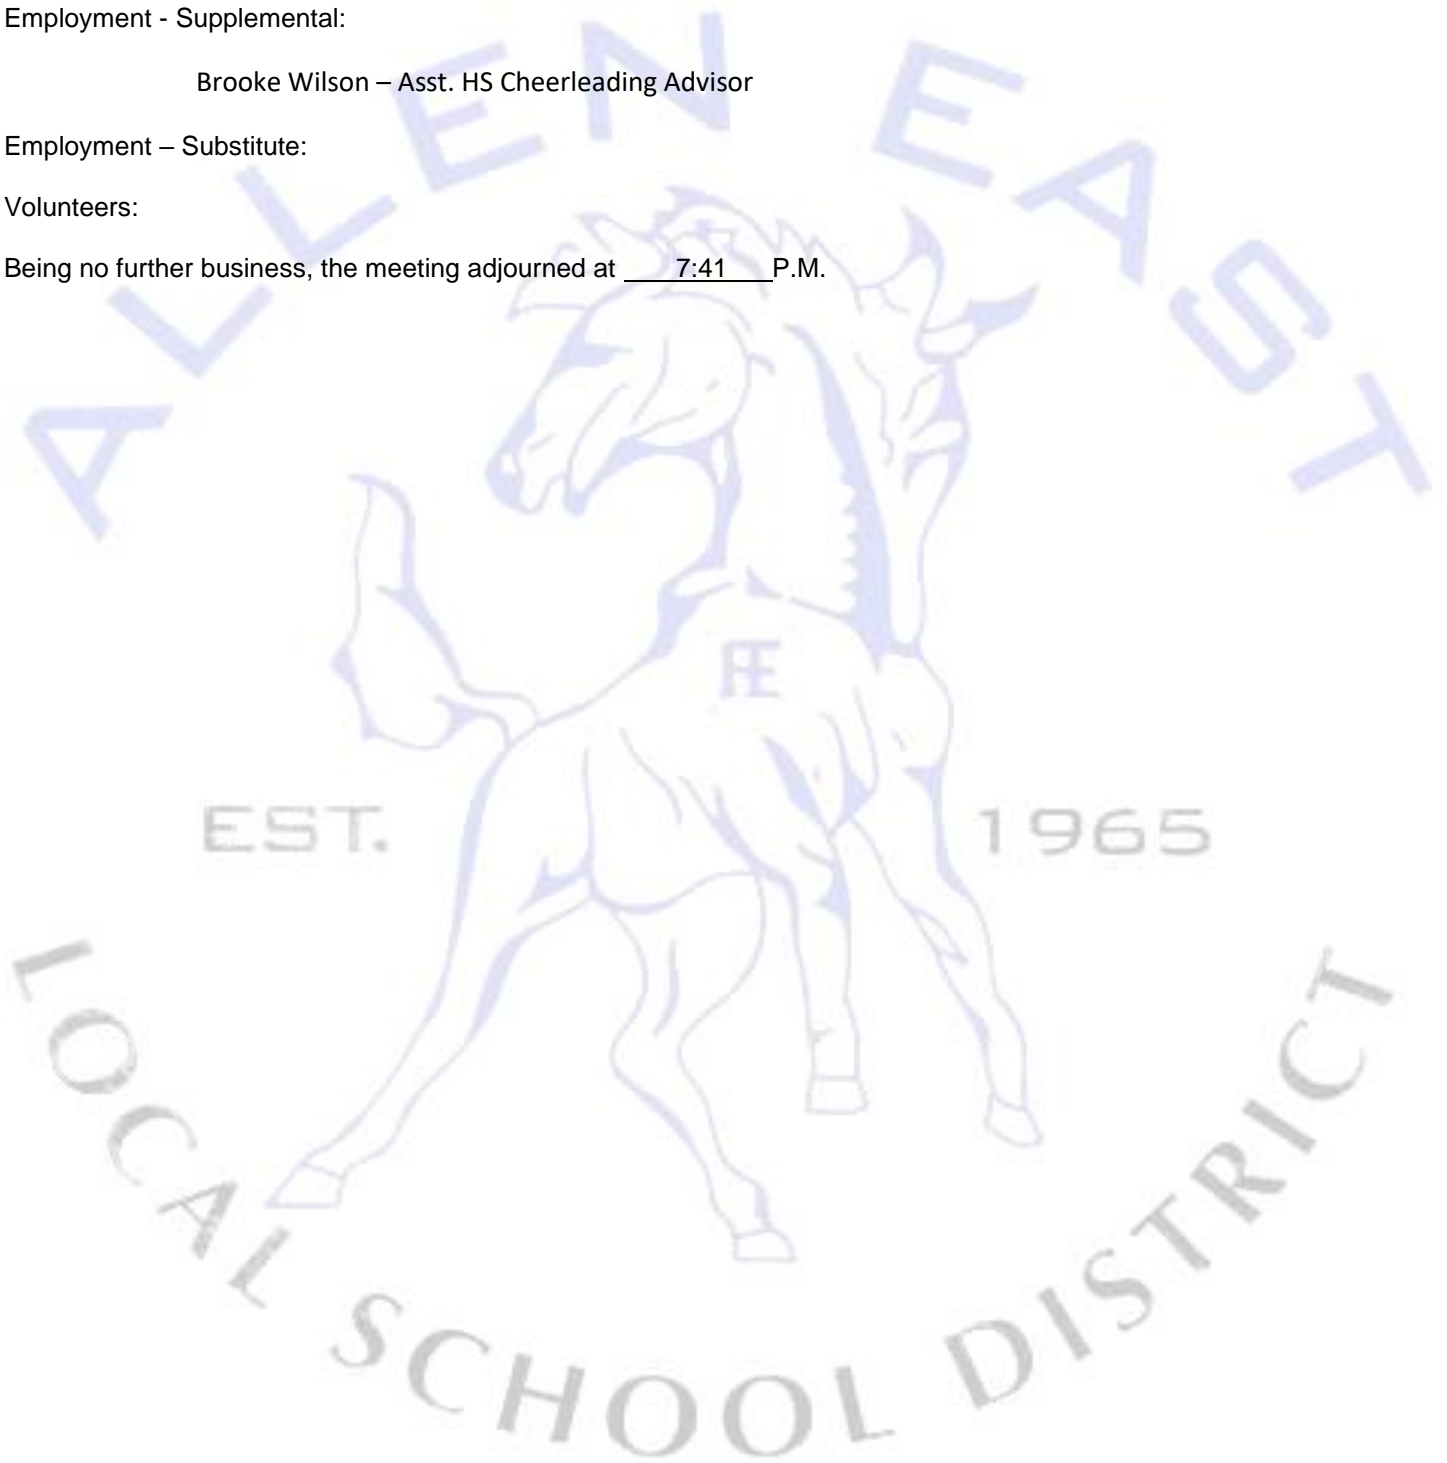 Employment - Supplemental:
Brooke Wilson – Asst. HS Cheerleading Advisor
Employment – Substitute:
Volunteers:
Being no further business, the meeting adjourned at 7:41 P.M.
ALLEN EAST
AE
EST. 1965
LOCAL SCHOOL DISTRICT